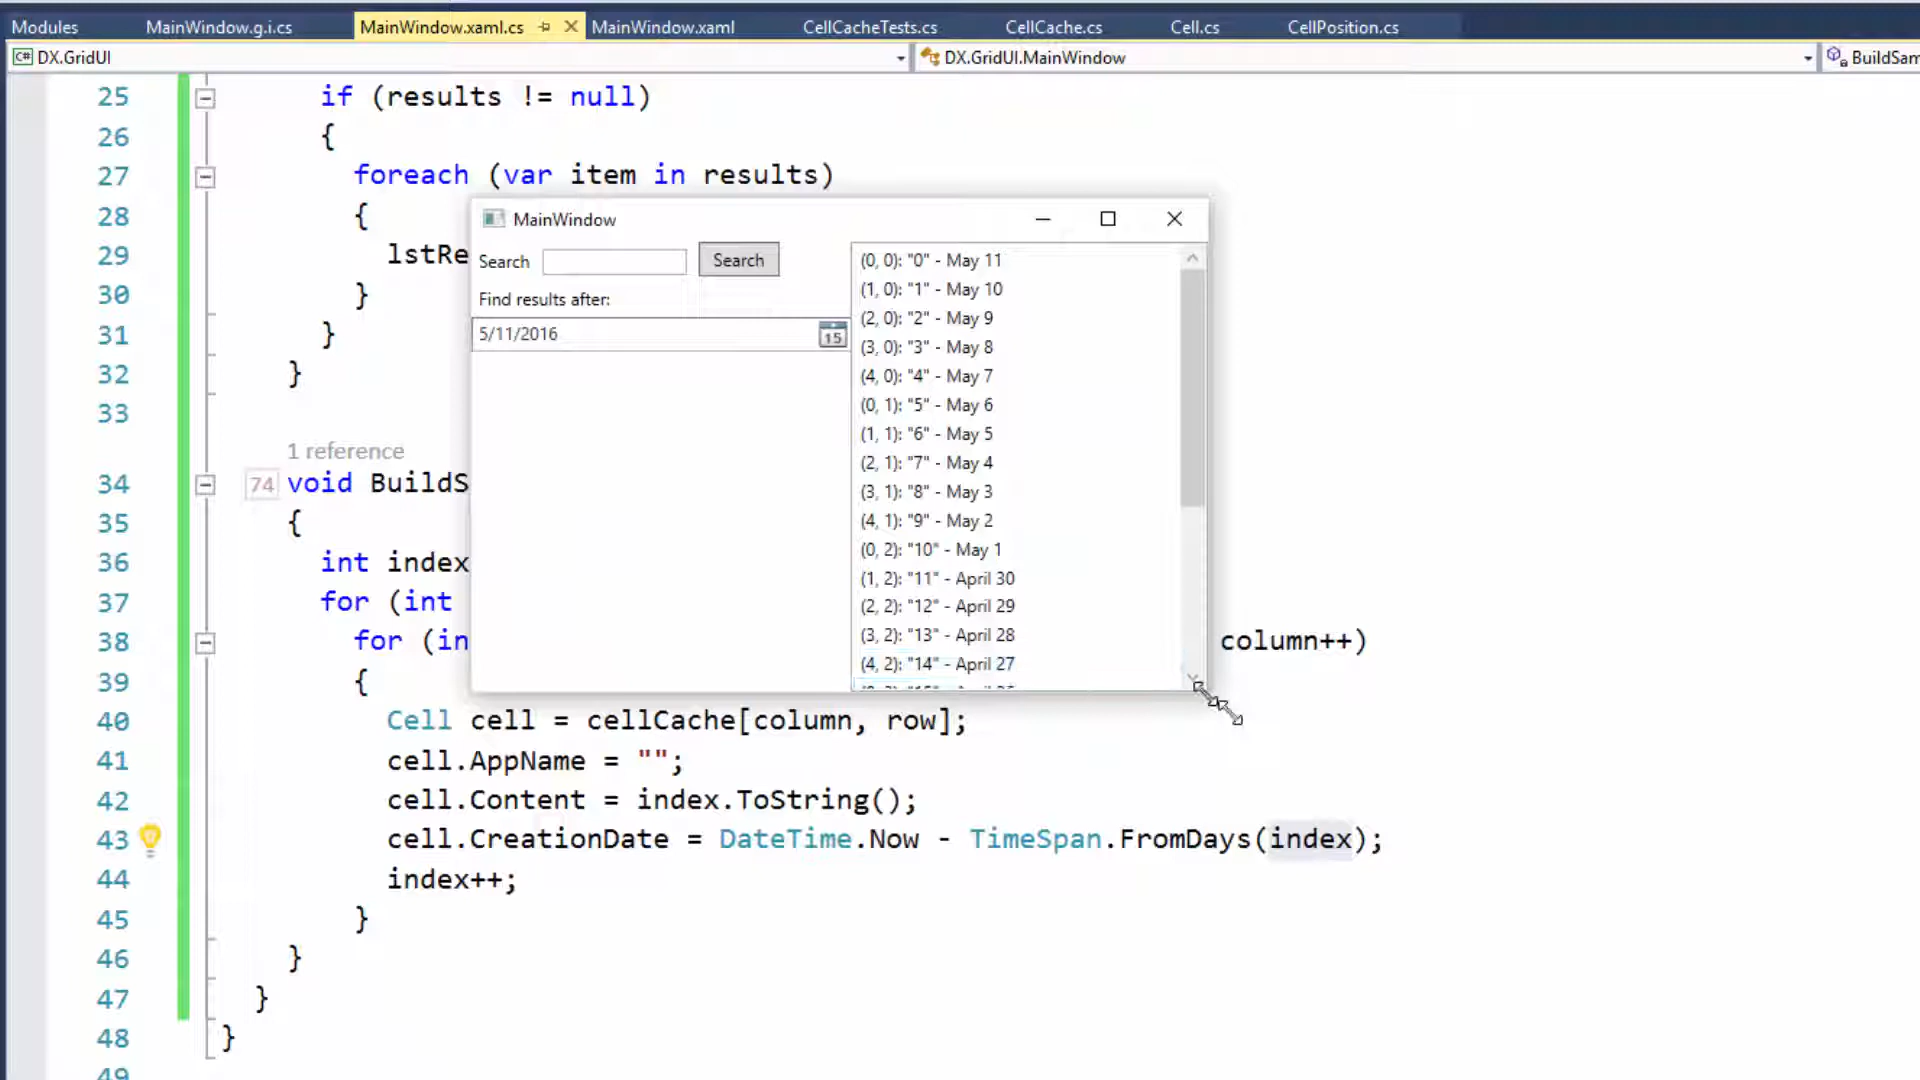 Modules MainWindow.g.i.cs MainWindow.xaml.cs MainWindow.xaml CellCacheTests.cs CellCache.cs Cell.cs CellPosition.cs
C# DX.GridUI DX.GridUI.MainWindow BuildSam
25 if (results != null)
26 {
27 foreach (var item in results)
28 {
29 lstRe
30 }
31 }
32 }
33
1 reference
34 74 void BuildS
35 {
36 int index
37 for (int
38 for (in column++)
39 {
40 Cell cell = cellCache[column, row];
41 cell.AppName = "";
42 cell.Content = index.ToString();
43 cell.CreationDate = DateTime.Now - TimeSpan.FromDays(index);
44 index++;
45 }
46 }
47 }
48 }
49
MainWindow
Search Search
Find results after:
5/11/2016 15
(0, 0): "0" - May 11
(1, 0): "1" - May 10
(2, 0): "2" - May 9
(3, 0): "3" - May 8
(4, 0): "4" - May 7
(0, 1): "5" - May 6
(1, 1): "6" - May 5
(2, 1): "7" - May 4
(3, 1): "8" - May 3
(4, 1): "9" - May 2
(0, 2): "10" - May 1
(1, 2): "11" - April 30
(2, 2): "12" - April 29
(3, 2): "13" - April 28
(4, 2): "14" - April 27